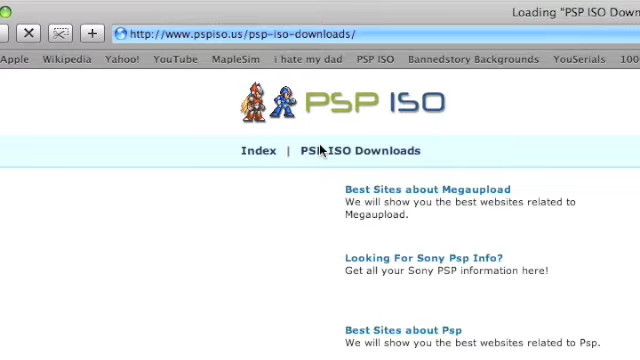 Loading "PSP ISO Down
http://www.pspiso.us/psp-iso-downloads/
Apple Wikipedia Yahoo! YouTube MapleSim i hate my dad PSP ISO Bannedstory Backgrounds YouSerials 100
PSP ISO
Index | PSP ISO Downloads
Best Sites about Megaupload
We will show you the best websites related to
Megaupload.
Looking For Sony Psp Info?
Get all your Sony PSP information here!
Best Sites about Psp
We will show you the best websites related to Psp.